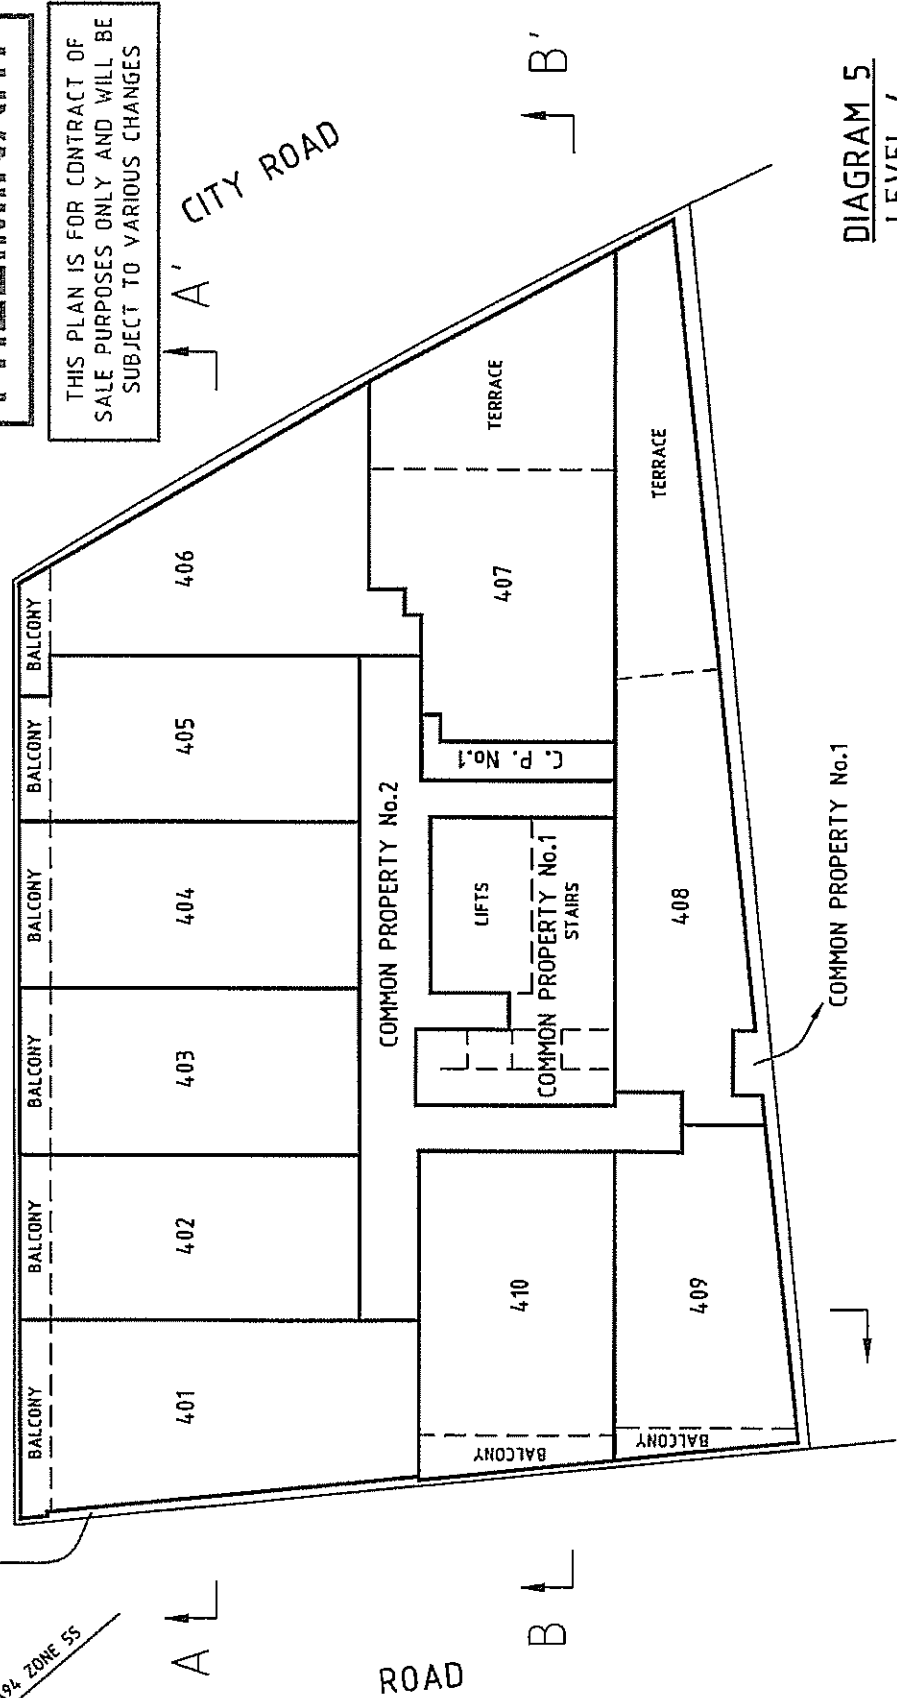 THIS PLAN IS FOR CONTRACT OF
SALE PURPOSES ONLY AND WILL BE
SUBJECT TO VARIOUS CHANGES
ZONE 55
A
A'
CITY ROAD
BALCONY
BALCONY
BALCONY
BALCONY
BALCONY
BALCONY
401
402
403
404
405
406
COMMON PROPERTY No.2
ROAD
B
B'
BALCONY
410
LIFTS
COMMON PROPERTY No.1
STAIRS
C. P. No.1
407
TERRACE
BALCONY
409
408
TERRACE
COMMON PROPERTY No.1
DIAGRAM 5
LEVEL